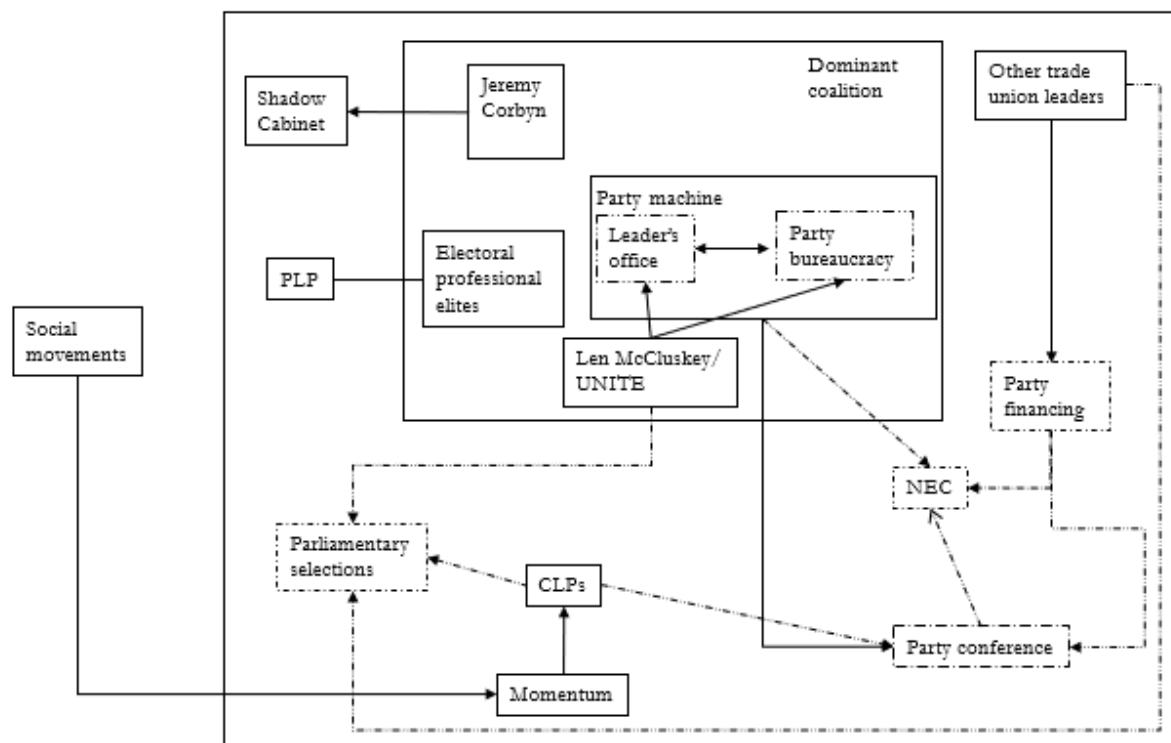 Dominant
coalition
Other trade
union leaders
Shadow
Cabinet
Jeremy
Corbyn
Party machine
Leader's
office
Party
bureaucracy
PLP
Electoral
professional
elites
Social
movements
Len McCluskey/
UNITE
Party
financing
NEC
Parliamentary
selections
CLPs
Party conference
Momentum